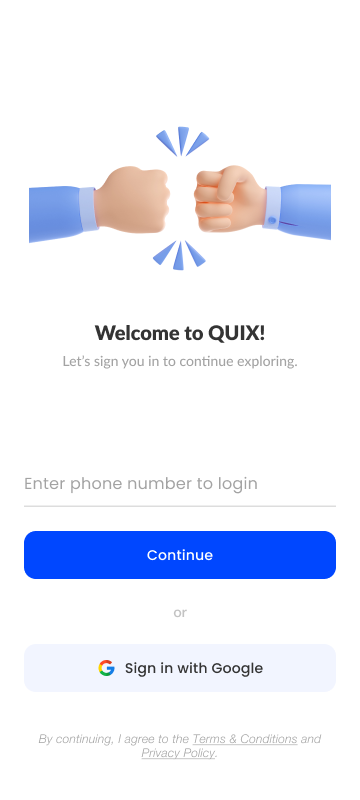 Welcome to QUIX!
Let's sign you in to continue exploring.
Enter phone number to login
Continue
or
Sign in with Google
By continuing, I agree to the Terms & Conditions and
Privacy Policy.